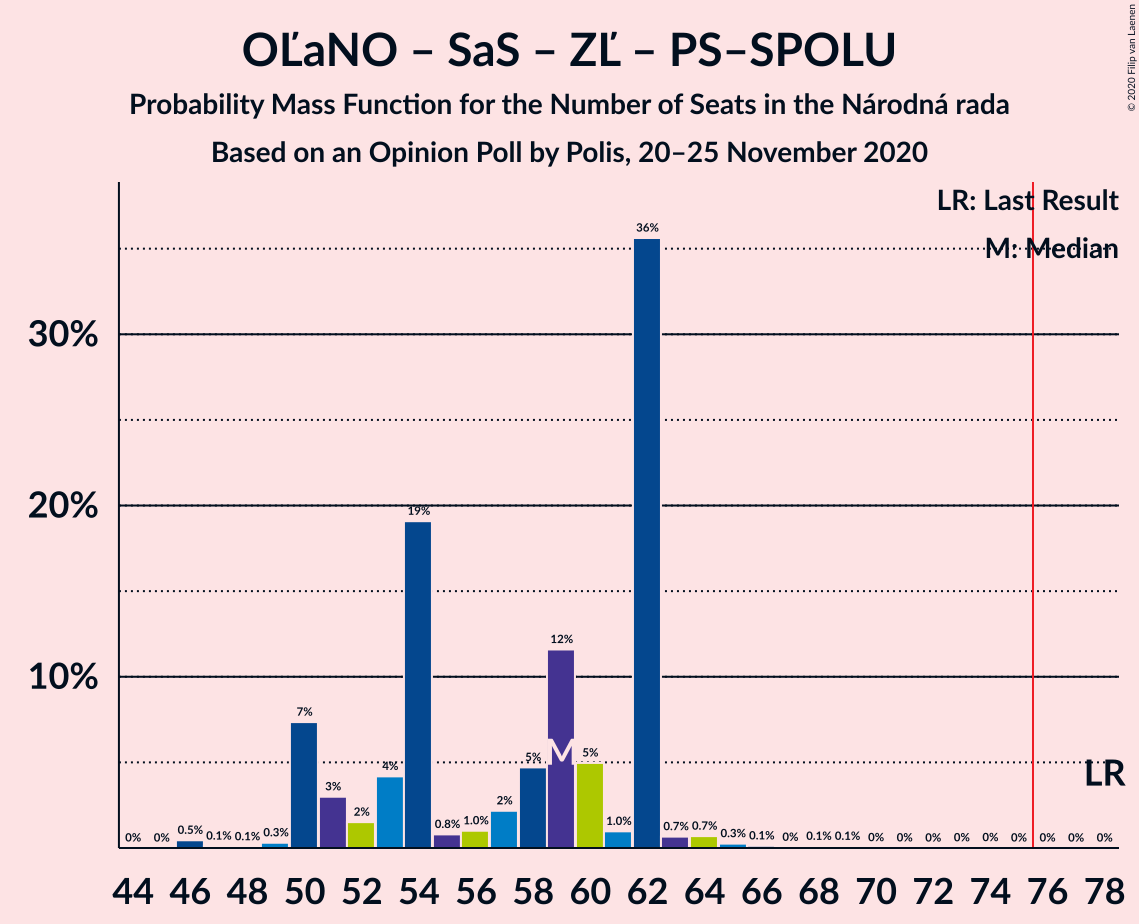 OĽaNO – SaS – ZĽ – PS–SPOLU
Probability Mass Function for the Number of Seats in the Národná rada
Based on an Opinion Poll by Polis, 20–25 November 2020
© 2020 Filip van Laenen
LR: Last Result
M: Median
36%
30%
20%
19%
12%
10%
7%
5%
M
5%
4%
LR
3%
2%
2%
0% 0% 0.5% 0.1% 0.1% 0.3% 0.8% 1.0% 1.0% 0.7% 0.7% 0.3% 0.1% 0% 0.1% 0.1% 0% 0% 0% 0% 0% 0% 0% 0% 0%
44 46 48 50 52 54 56 58 60 62 64 66 68 70 72 74 76 78